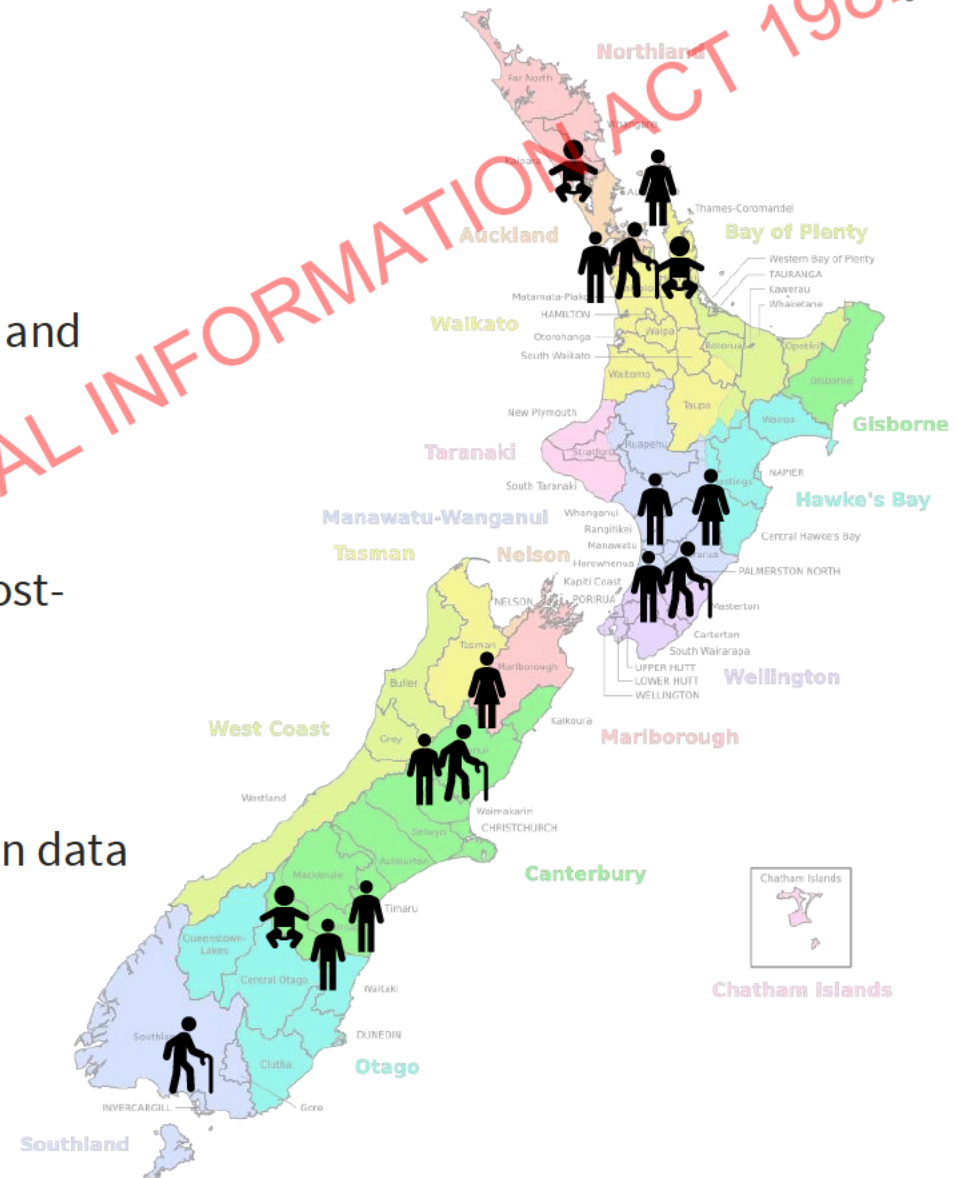 AL INFORMATION ACT 198
and
ost-
n data
Northland
Far North
Whangarei
Kaipara
Auckland
Thames-Coromandel
Bay of Plenty
Western Bay of Plenty
TAURANGA
Kawerau
Whakatane
Matamata-Piako
HAMILTON
Waikato
Otorohanga
Waipa
South Waikato
Rotorua
Opotiki
Gisborne
Waitomo
Taupo
Wairoa
Gisborne
New Plymouth
Taranaki
Stratford
Ruapehu
South Taranaki
NAPIER
Hastings
Hawke's Bay
Manawatu-Wanganui
Whanganui
Rangitikei
Central Hawke's Bay
Manawatu
Tasman
Nelson
Horowhenua
PALMERSTON NORTH
Kapiti Coast
NELSON
PORIRUA
Masterton
Carterton
South Wairarapa
UPPER HUTT
LOWER HUTT
WELLINGTON
Wellington
Tasman
Marlborough
Buller
Kaikoura
West Coast
Grey
Marlborough
Westland
Waimakariri
CHRISTCHURCH
Selwyn
Ashburton
Canterbury
Mackenzie
Timaru
Chatham Islands
Chatham Islands
Queenstown-
Lakes
Central Otago
Waitaki
DUNEDIN
Otago
Clutha
INVERCARGILL
Gore
Southland